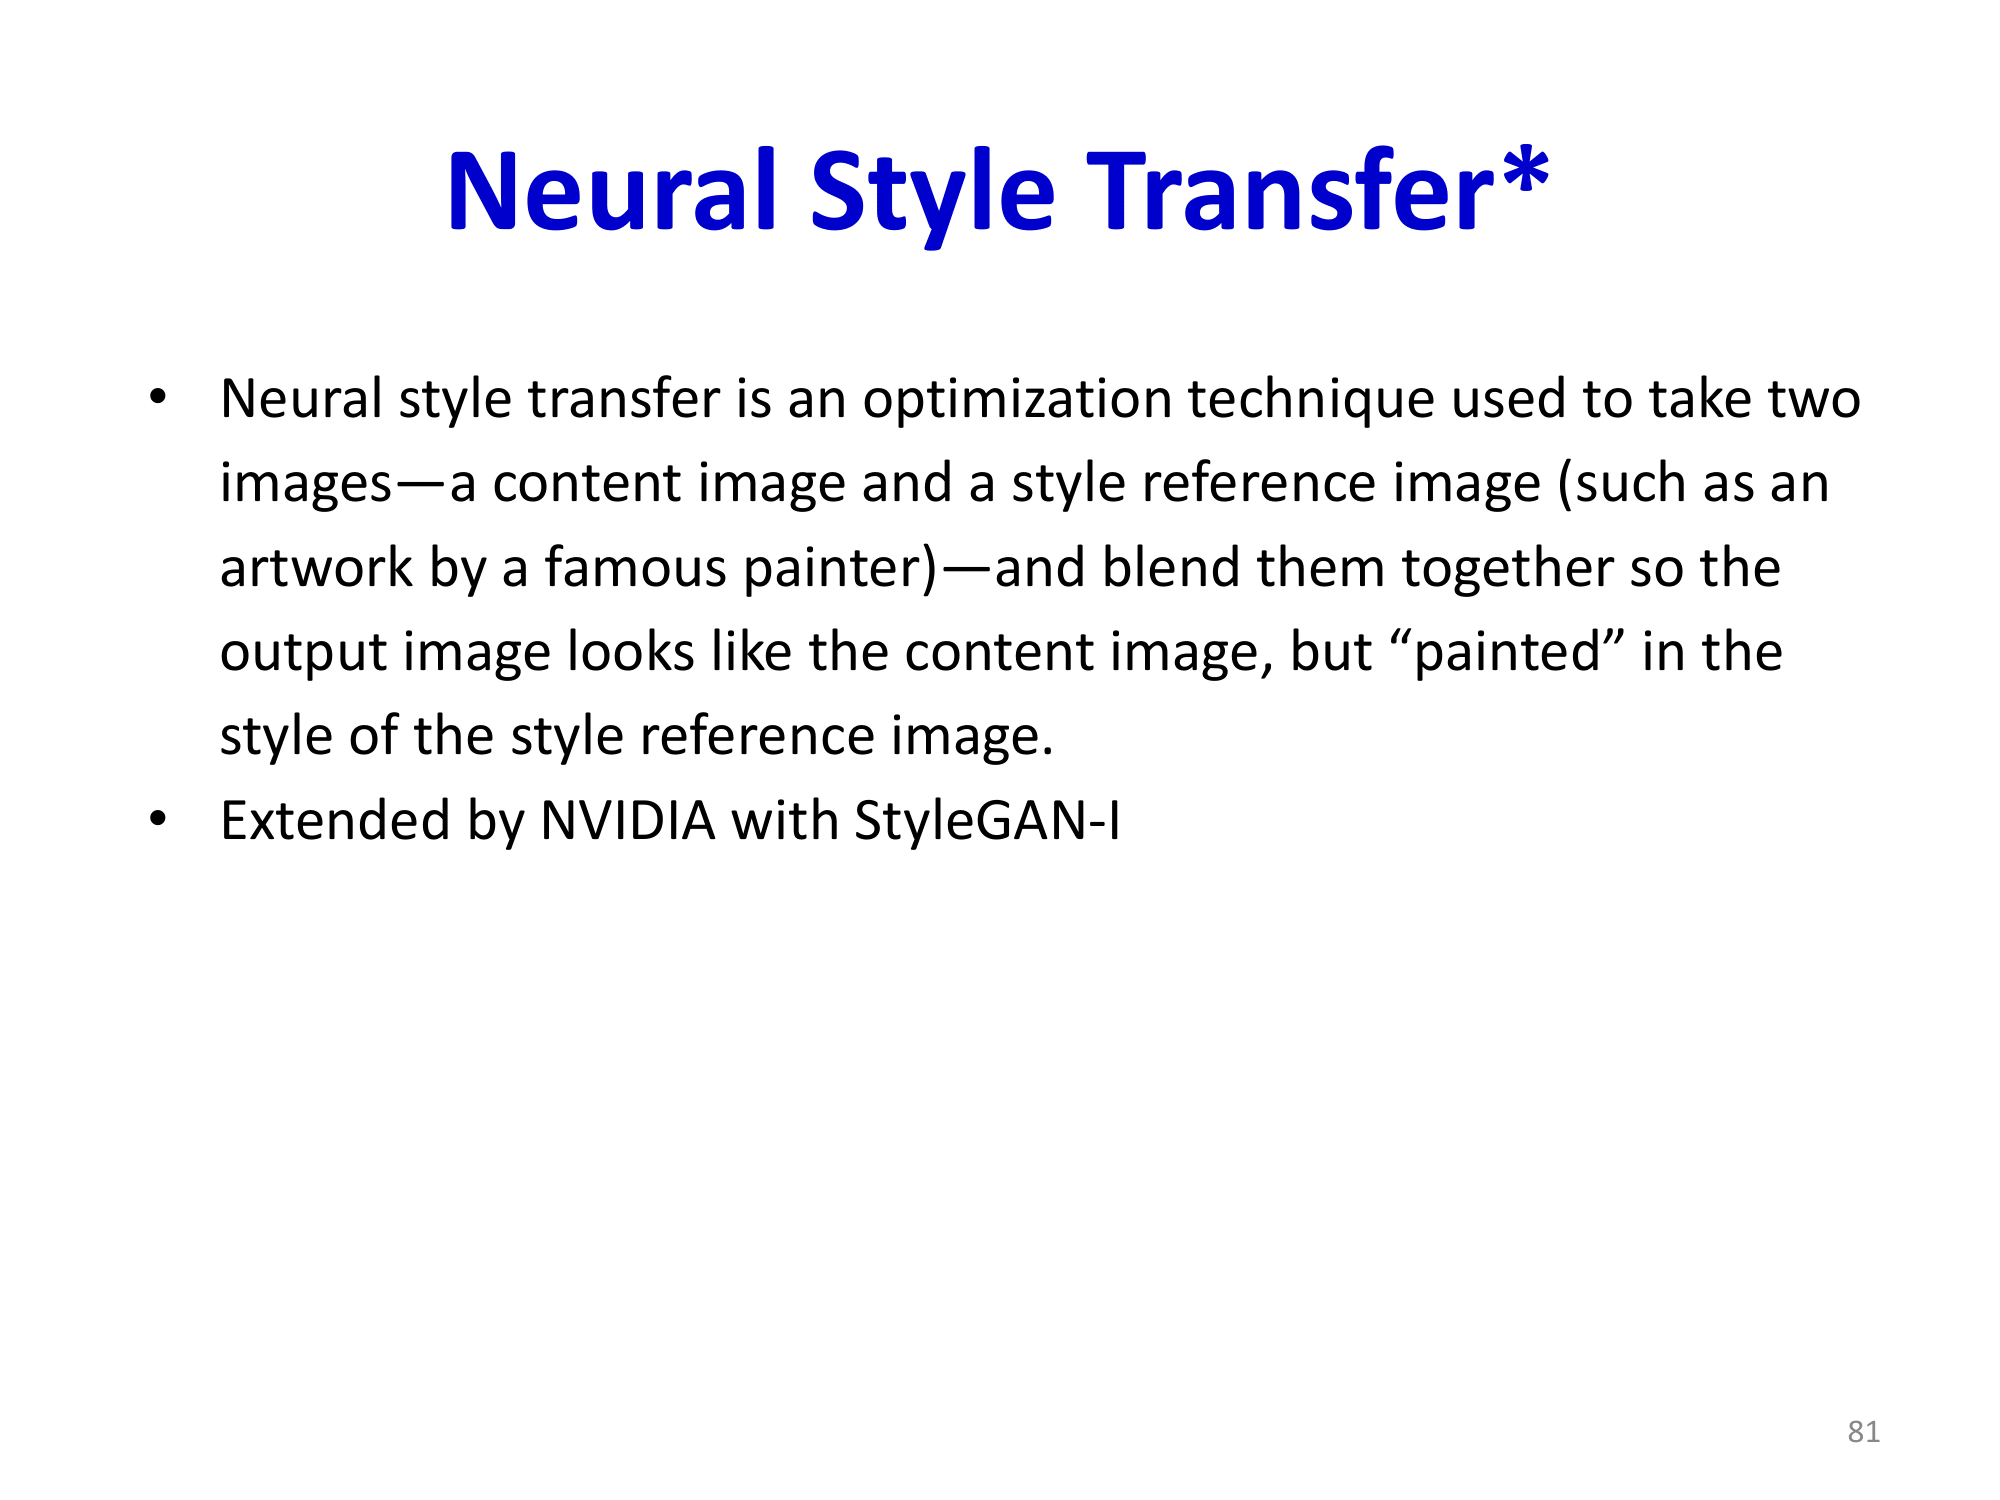 Neural Style Transfer*
• Neural style transfer is an optimization technique used to take two
images—a content image and a style reference image (such as an
artwork by a famous painter)—and blend them together so the
output image looks like the content image, but “painted” in the
style of the style reference image.
• Extended by NVIDIA with StyleGAN-I
81